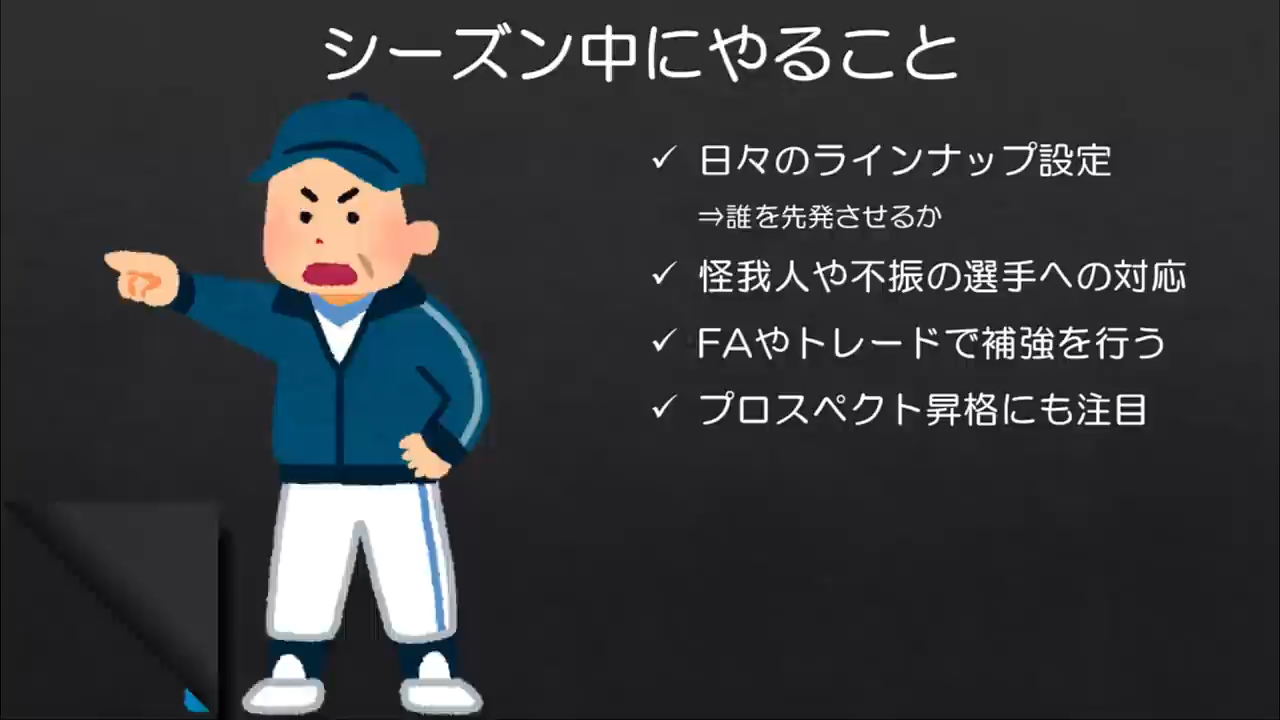 シーズン中にやること
✓ 日々のラインナップ設定
⇒誰を先発させるか
✓ 怪我人や不振の選手への対応
✓ FAやトレードで補強を行う
✓ プロスペクト昇格にも注目